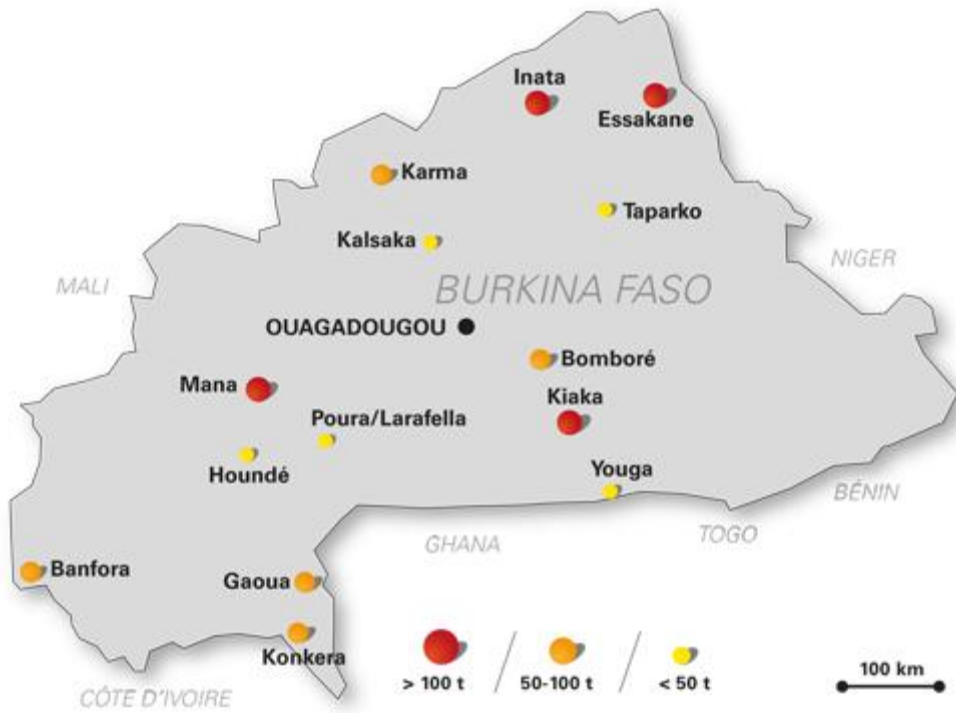 Inata
Essakane
Karma
Taparko
Kalsaka
NIGER
MALI
BURKINA FASO
OUAGADOUGOU
Bomboré
Mana
Kiaka
Poura/Larafella
Houndé
Youga
BÉNIN
TOGO
GHANA
Banfora
Gaoua
Konkera
> 100 t
50-100 t
< 50 t
100 km
CÔTE D'IVOIRE